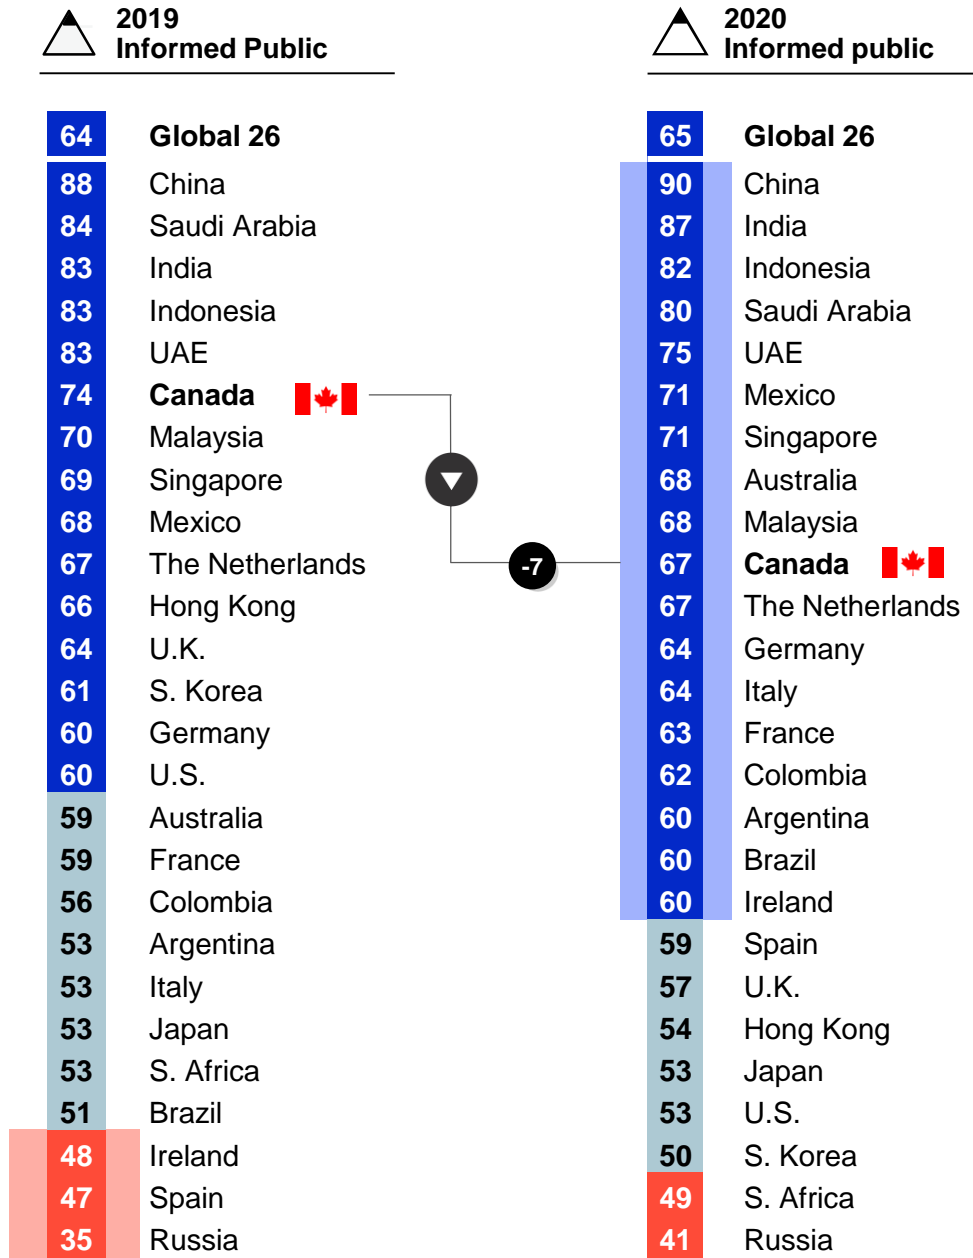 2019
Informed Public
64 Global 26
88 China
84 Saudi Arabia
83 India
83 Indonesia
83 UAE
74 Canada
70 Malaysia
69 Singapore
68 Mexico
67 The Netherlands
66 Hong Kong
64 U.K.
61 S. Korea
60 Germany
60 U.S.
59 Australia
59 France
56 Colombia
53 Argentina
53 Italy
53 Japan
53 S. Africa
51 Brazil
48 Ireland
47 Spain
35 Russia
-7
2020
Informed public
65 Global 26
90 China
87 India
82 Indonesia
80 Saudi Arabia
75 UAE
71 Mexico
71 Singapore
68 Australia
68 Malaysia
67 Canada
67 The Netherlands
64 Germany
64 Italy
63 France
62 Colombia
60 Argentina
60 Brazil
60 Ireland
59 Spain
57 U.K.
54 Hong Kong
53 Japan
53 U.S.
50 S. Korea
49 S. Africa
41 Russia